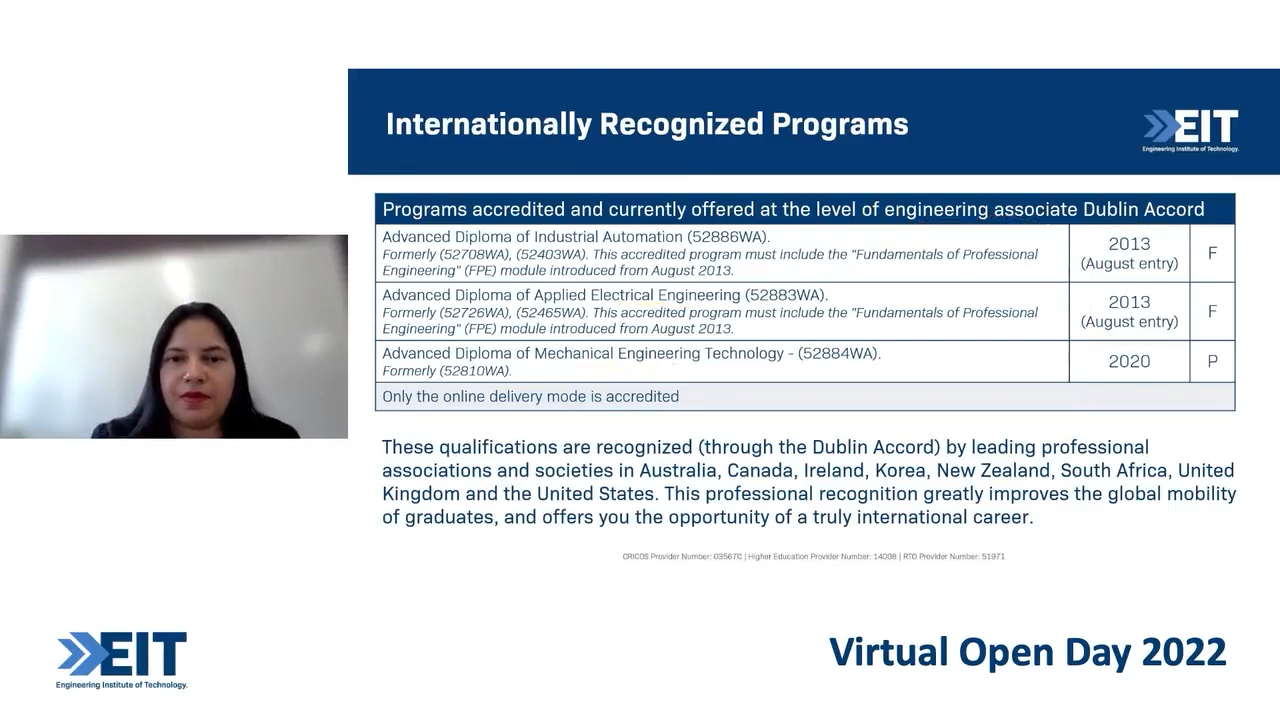 Internationally Recognized Programs
EIT
Engineering Institute of Technology.
Programs accredited and currently offered at the level of engineering associate Dublin Accord
Advanced Diploma of Industrial Automation (52886WA).
Formerly (52708WA), (52403WA). This accredited program must include the "Fundamentals of Professional
Engineering" (FPE) module introduced from August 2013.
2013
(August entry)
F
Advanced Diploma of Applied Electrical Engineering (52883WA).
Formerly (52726WA), (52465WA). This accredited program must include the "Fundamentals of Professional
Engineering" (FPE) module introduced from August 2013.
2013
(August entry)
F
Advanced Diploma of Mechanical Engineering Technology - (52884WA).
Formerly (52810WA).
2020
P
Only the online delivery mode is accredited
These qualifications are recognized (through the Dublin Accord) by leading professional
associations and societies in Australia, Canada, Ireland, Korea, New Zealand, South Africa, United
Kingdom and the United States. This professional recognition greatly improves the global mobility
of graduates, and offers you the opportunity of a truly international career.
CRICOS Provider Number: 03567C | Higher Education Provider Number: 14008 | RTO Provider Number: 51971
EIT
Engineering Institute of Technology.
Virtual Open Day 2022